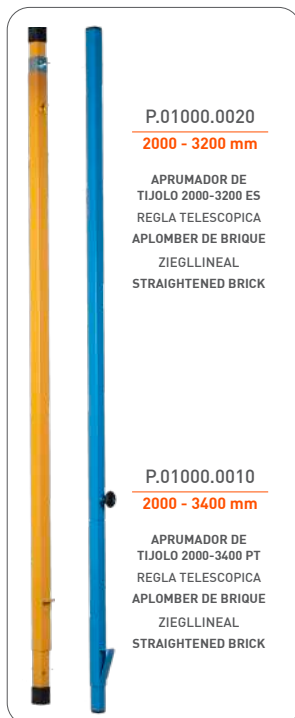 P.01000.0020
2000 - 3200 mm
APRUMADOR DE
TIJOLO 2000-3200 ES
REGLA TELESCOPICA
APLOMBER DE BRIQUE
ZIEGLLINEAL
STRAIGHTENED BRICK
P.01000.0010
2000 - 3400 mm
APRUMADOR DE
TIJOLO 2000-3400 PT
REGLA TELESCOPICA
APLOMBER DE BRIQUE
ZIEGLLINEAL
STRAIGHTENED BRICK